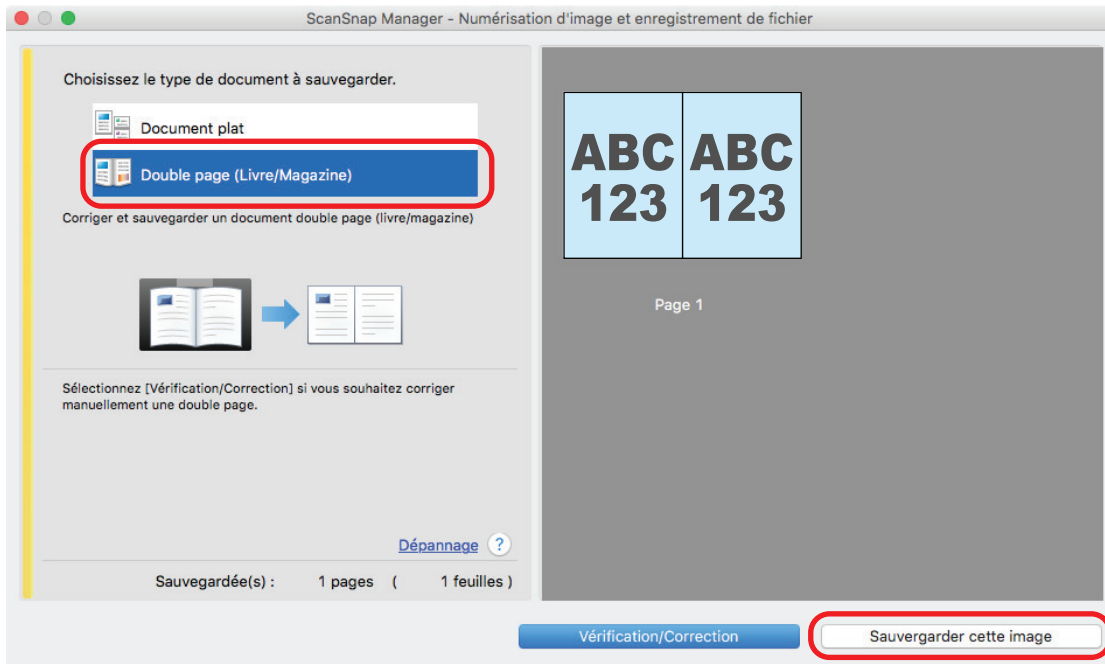 ScanSnap Manager - Numérisation d'image et enregistrement de fichier
Choisissez le type de document à sauvegarder.
Document plat
Double page (Livre/Magazine)
Corriger et sauvegarder un document double page (livre/magazine)
Sélectionnez [Vérification/Correction] si vous souhaitez corriger
manuellement une double page.
Dépannage ?
Sauvegardée(s) : 1 pages ( 1 feuilles )
ABC ABC
123 123
Page 1
Vérification/Correction
Sauvergarder cette image